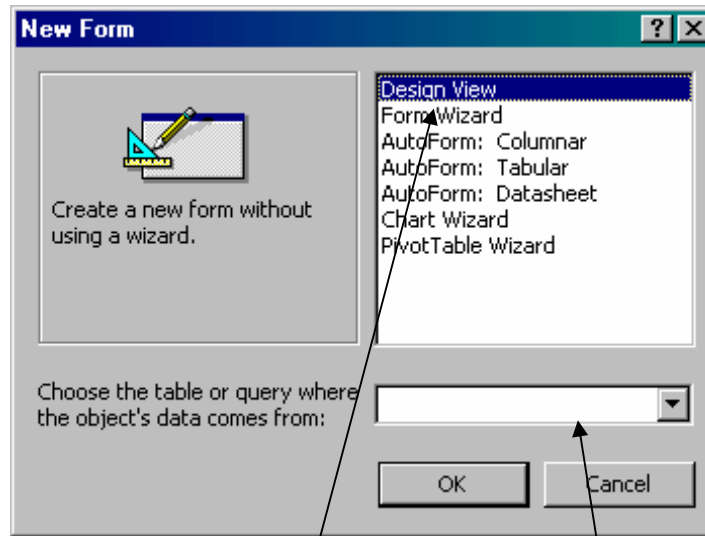 New Form
Design View
Form Wizard
AutoForm: Columnar
AutoForm: Tabular
AutoForm: Datasheet
Chart Wizard
PivotTable Wizard
Create a new form without
using a wizard.
Choose the table or query where
the object's data comes from:
OK
Cancel